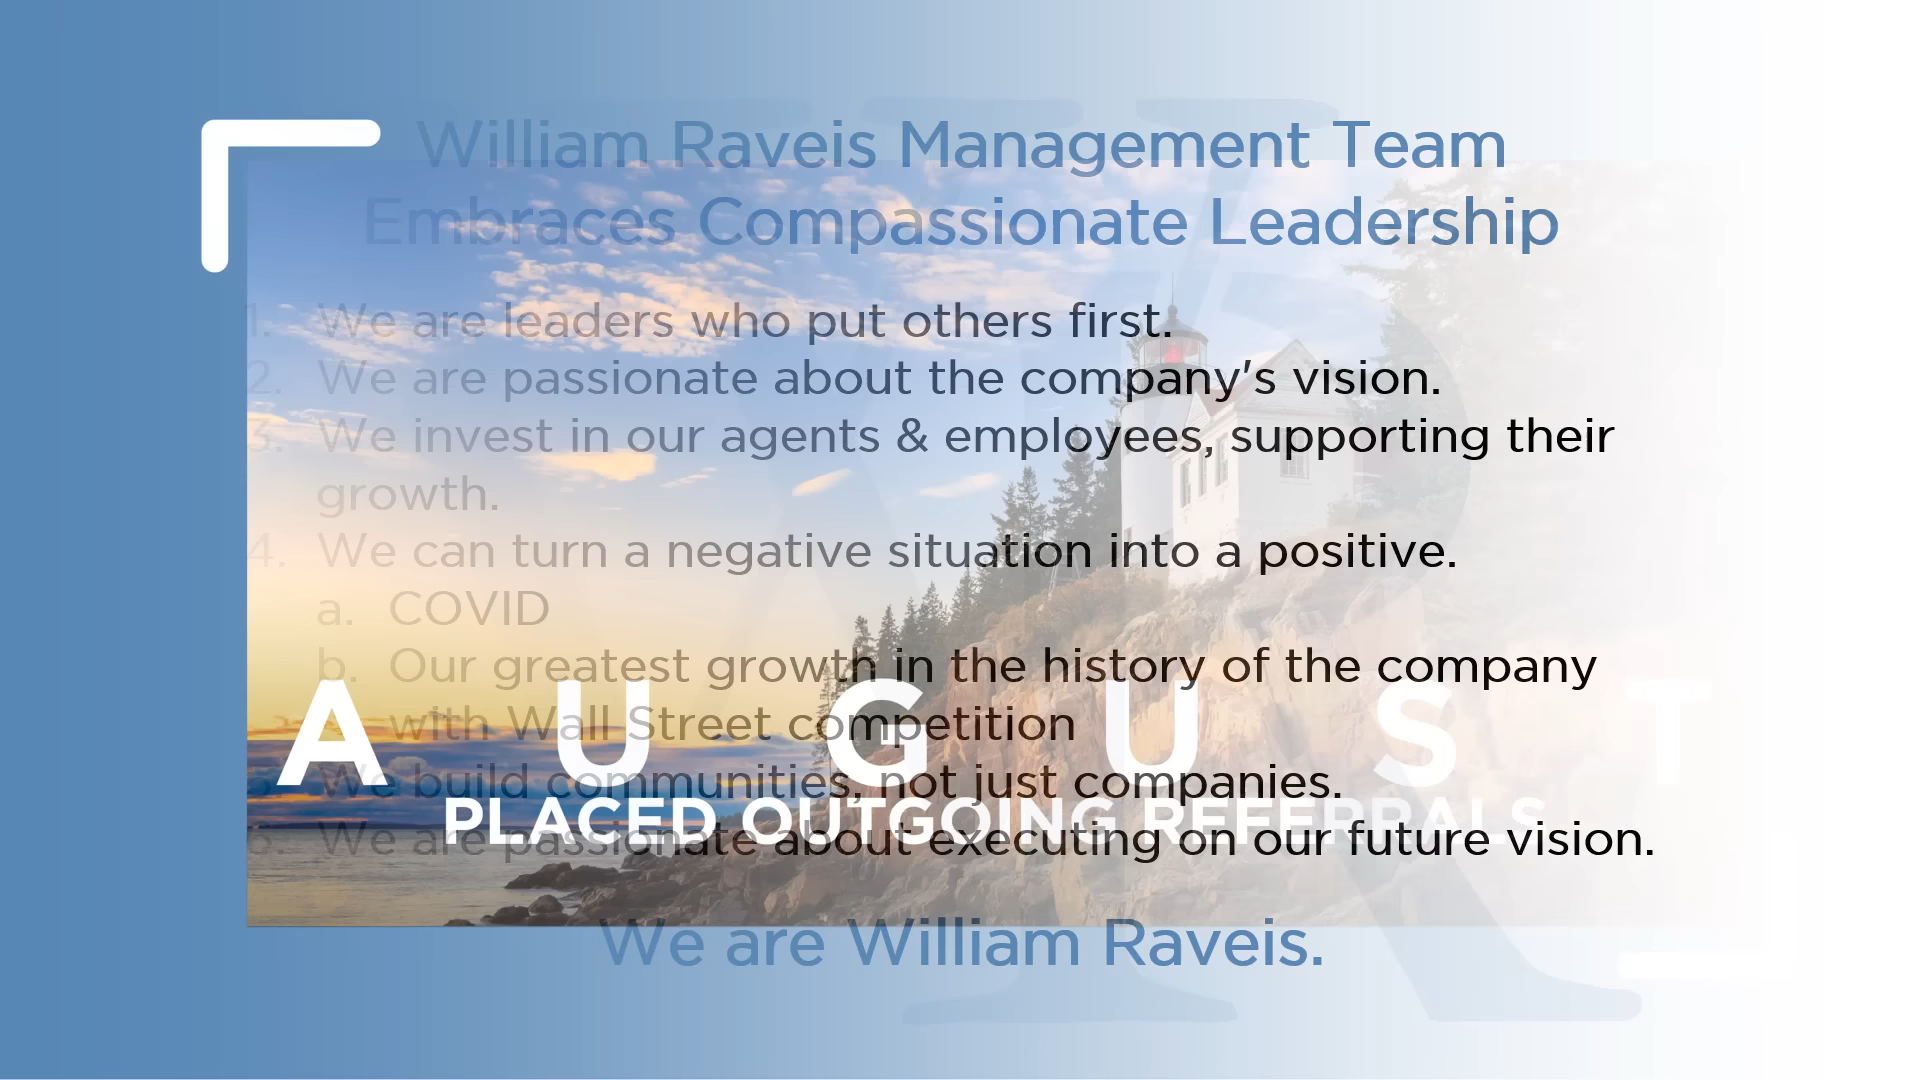 William Raveis Management Team
Embraces Compassionate Leadership
1. We are leaders who put others first.
2. We are passionate about the company's vision.
3. We invest in our agents & employees, supporting their
growth.
4. We can turn a negative situation into a positive.
a. COVID
b. Our greatest growth in the history of the company
with Wall Street competition
5. We build communities, not just companies.
6. We are passionate about executing on our future vision.
We are William Raveis.
AUGUST
PLACED OUTGOING REFERRALS